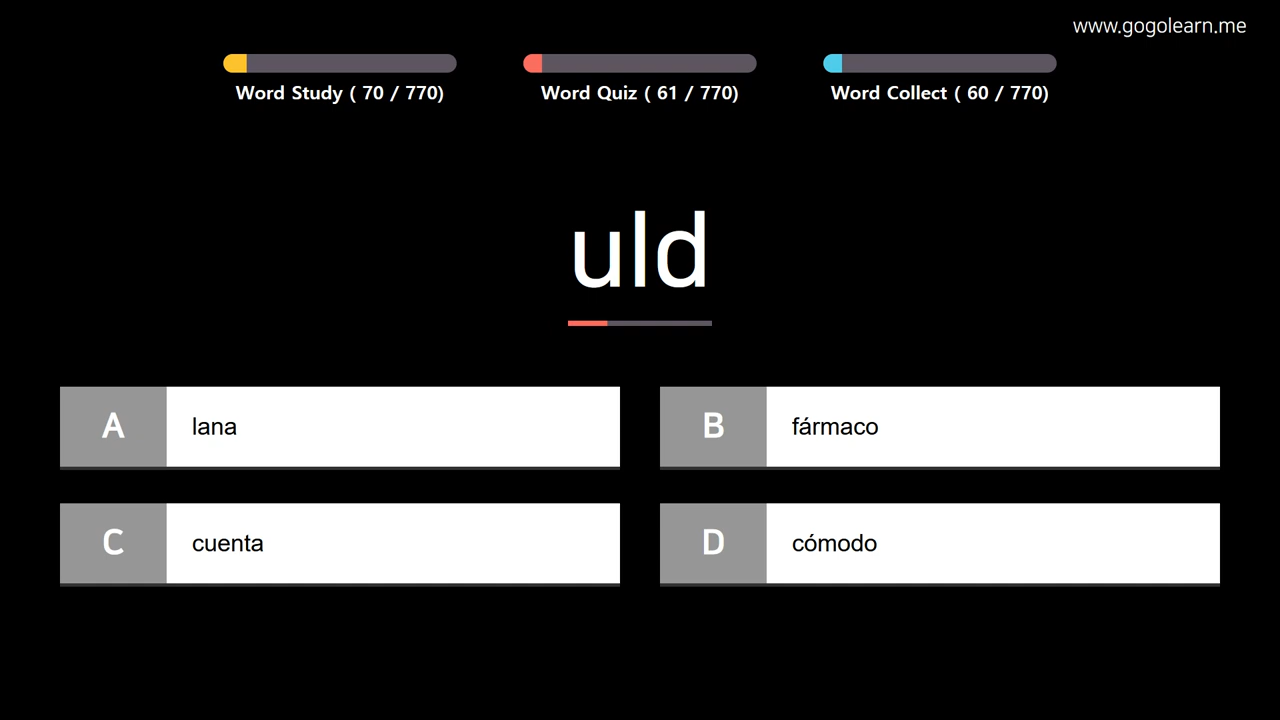 www.gogolearn.me
Word Study ( 70 / 770)
Word Quiz ( 61 / 770)
Word Collect ( 60 / 770)
uld
A lana
B fármaco
C cuenta
D cómodo